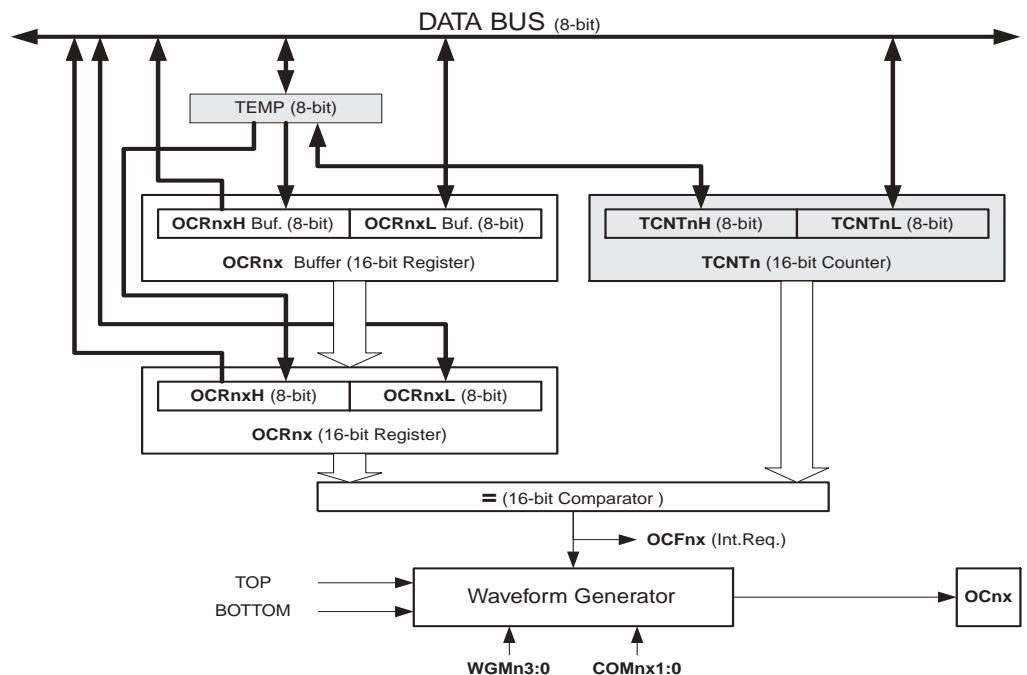 DATA BUS (8-bit)
TEMP (8-bit)
OCRnxH Buf. (8-bit) OCRnxL Buf. (8-bit)
OCRnx Buffer (16-bit Register)
TCNTnH (8-bit) TCNTnL (8-bit)
TCNTn (16-bit Counter)
OCRnxH (8-bit) OCRnxL (8-bit)
OCRnx (16-bit Register)
= (16-bit Comparator )
OCFnx (Int.Req.)
TOP
BOTTOM
Waveform Generator
OCnx
WGMn3:0 COMnx1:0